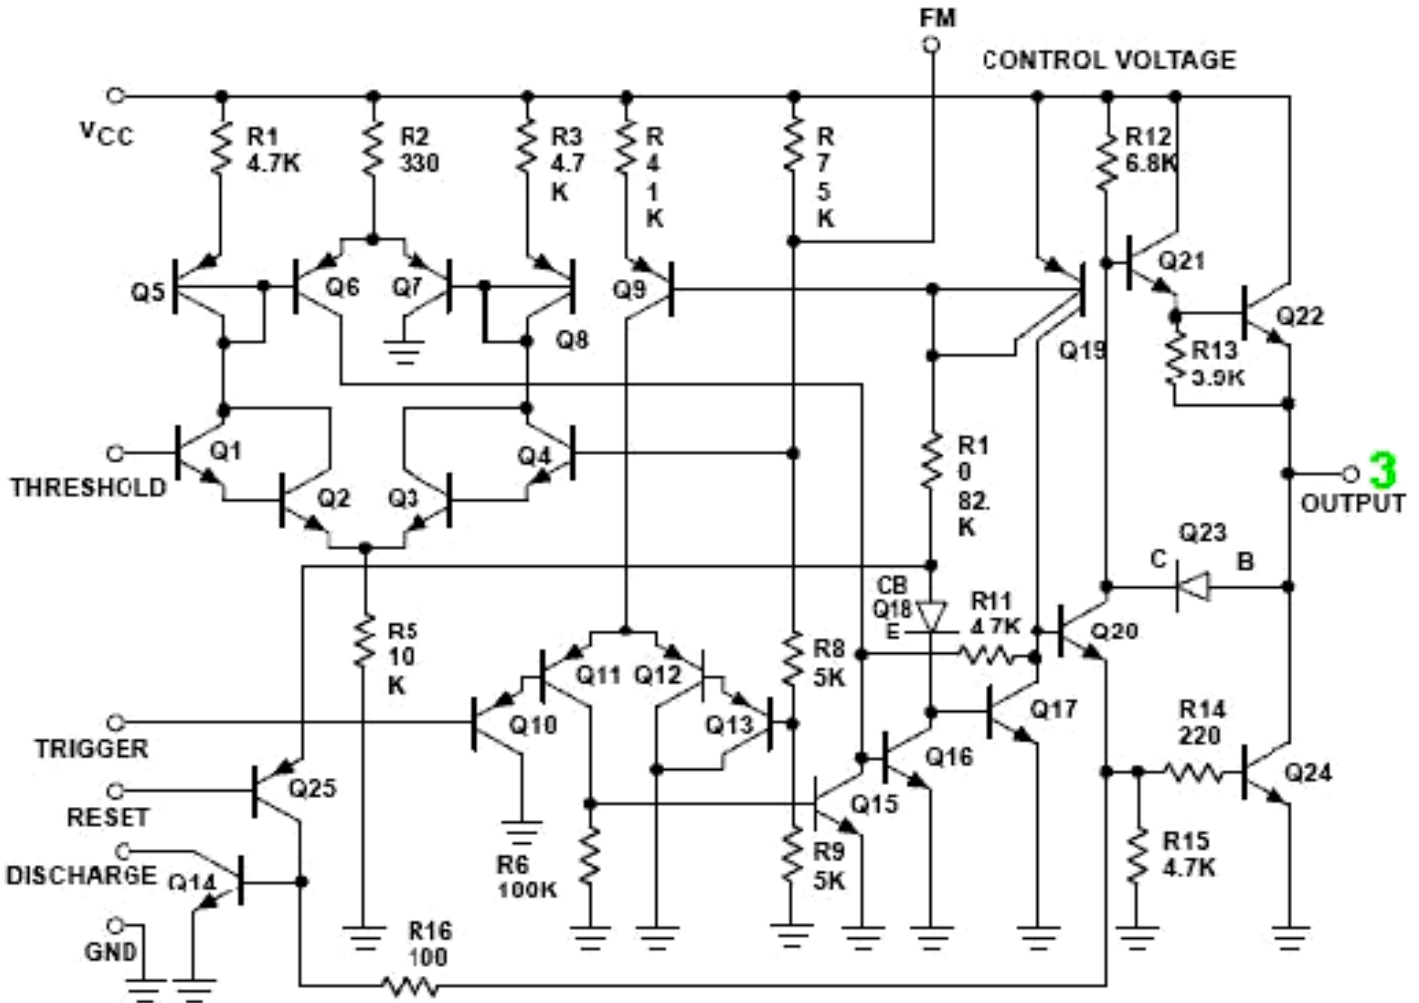 FM
CONTROL VOLTAGE
VCC
R1
4.7K
R2
330
R3
4.7
K
R
4
1
K
R
7
5
K
R12
6.8K
Q5
Q6
Q7
Q8
Q9
Q19
Q21
Q22
R13
3.9K
Q1
Q2
Q3
Q4
THRESHOLD
R1
0
82.
K
3
OUTPUT
Q23
C
B
CB
Q18
E
R11
4.7K
Q20
R5
10
K
Q11
Q12
R8
5K
Q10
Q13
Q17
R14
220
TRIGGER
Q16
Q24
Q25
RESET
Q15
DISCHARGE
Q14
R6
100K
R9
5K
R15
4.7K
GND
R16
100